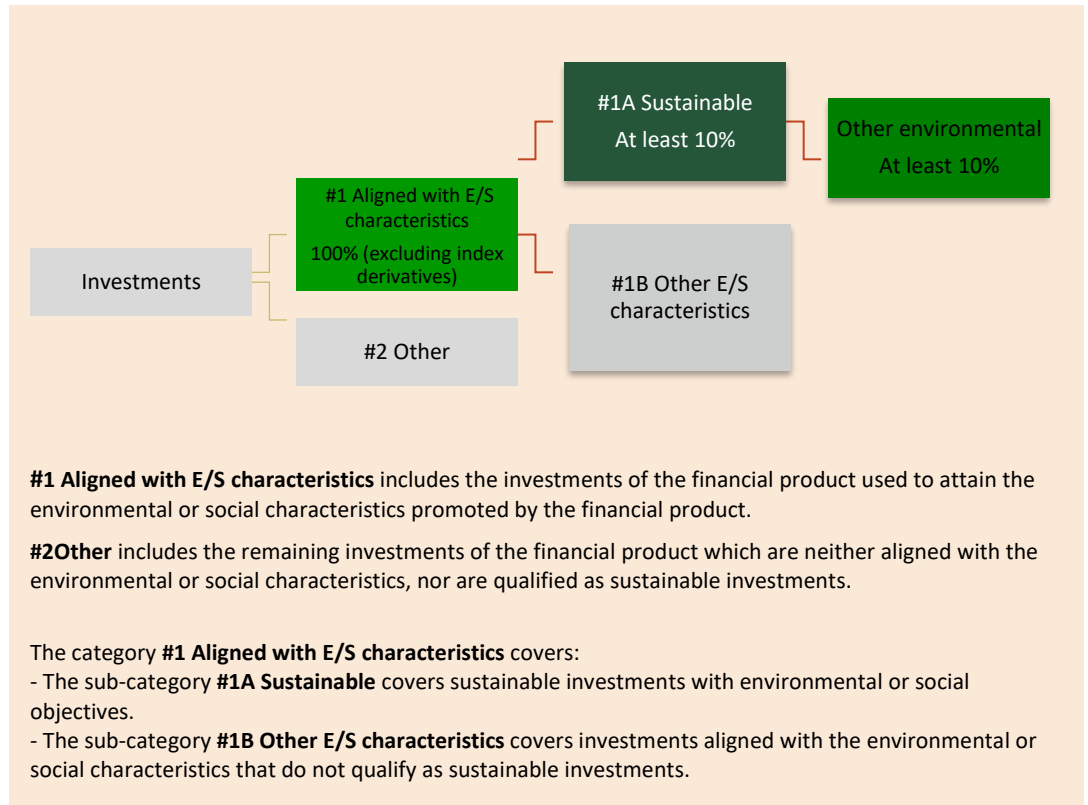 #1A Sustainable
At least 10%
Other environmental
At least 10%
#1 Aligned with E/S
characteristics
100% (excluding index
derivatives)
Investments
#1B Other E/S
characteristics
#2 Other
#1 Aligned with E/S characteristics includes the investments of the financial product used to attain the
environmental or social characteristics promoted by the financial product.
#2Other includes the remaining investments of the financial product which are neither aligned with the
environmental or social characteristics, nor are qualified as sustainable investments.
The category #1 Aligned with E/S characteristics covers:
- The sub-category #1A Sustainable covers sustainable investments with environmental or social
objectives.
- The sub-category #1B Other E/S characteristics covers investments aligned with the environmental or
social characteristics that do not qualify as sustainable investments.